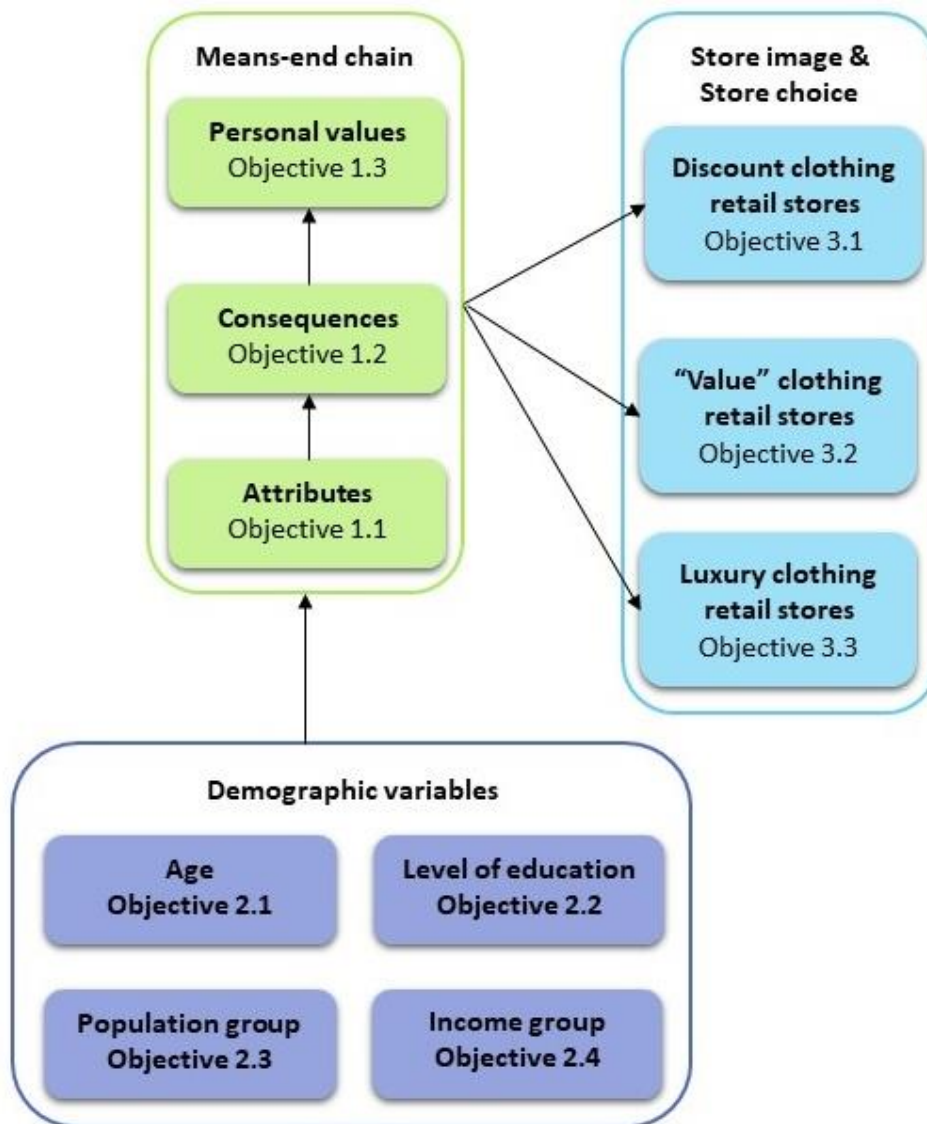 Means-end chain
Personal values
Objective 1.3
Consequences
Objective 1.2
Attributes
Objective 1.1
Store image &
Store choice
Discount clothing
retail stores
Objective 3.1
“Value” clothing
retail stores
Objective 3.2
Luxury clothing
retail stores
Objective 3.3
Demographic variables
Age
Objective 2.1
Level of education
Objective 2.2
Population group
Objective 2.3
Income group
Objective 2.4